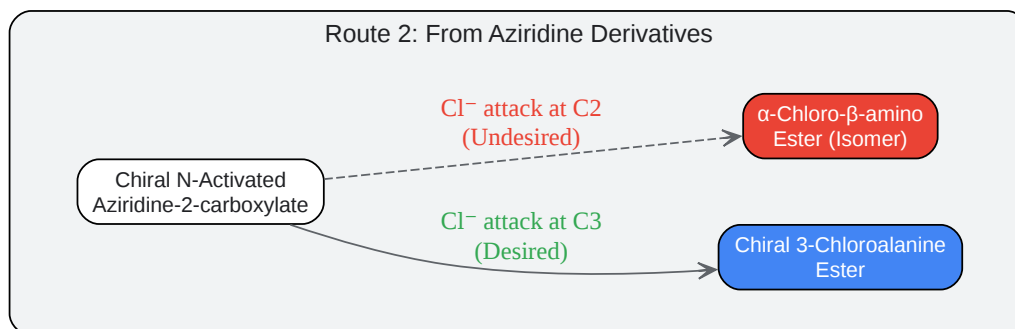 Route 2: From Aziridine Derivatives
Cl⁻ attack at C2
(Undesired)
α-Chloro-β-amino
Ester (Isomer)
Chiral N-Activated
Aziridine-2-carboxylate
Cl⁻ attack at C3
(Desired)
Chiral 3-Chloroalanine
Ester